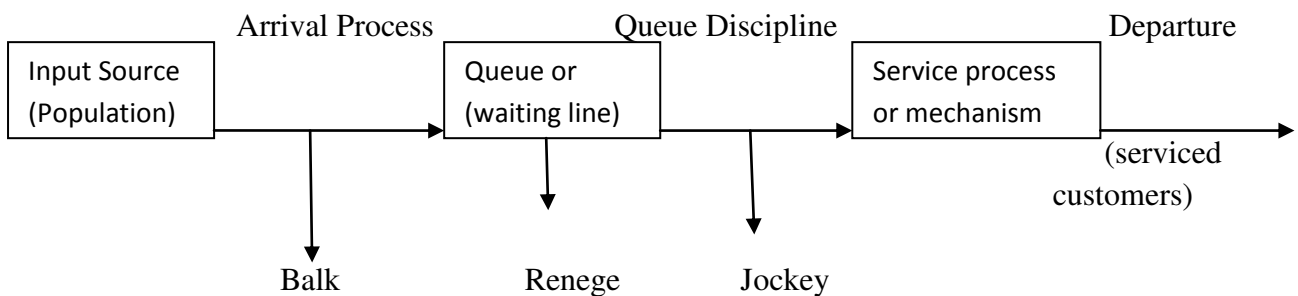 Arrival Process Queue Discipline Departure
Input Source
(Population)
Queue or
(waiting line)
Service process
or mechanism
(serviced
customers)
Balk Renege Jockey